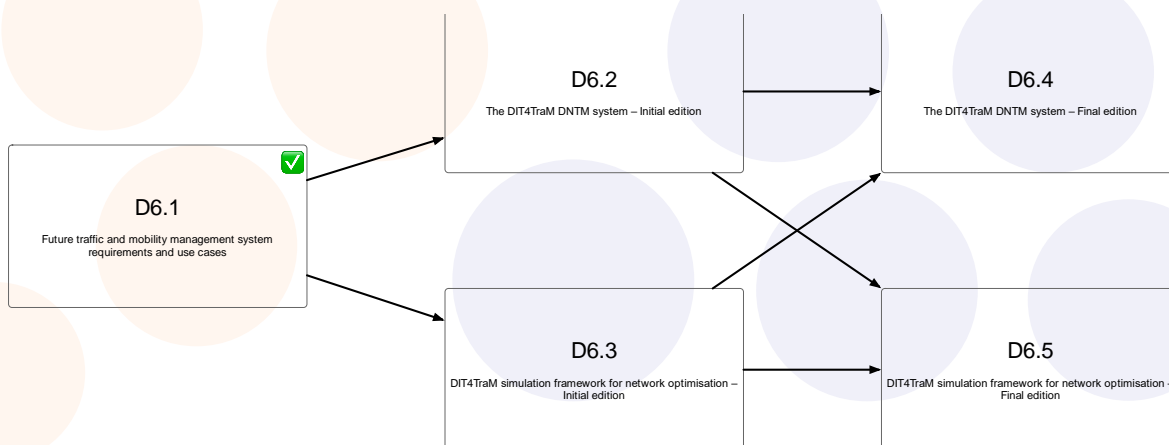 D6.2
The DIT4TraM DNTM system – Initial edition
D6.4
The DIT4TraM DNTM system – Final edition
D6.1
Future traffic and mobility management system
requirements and use cases
D6.3
DIT4TraM simulation framework for network optimisation –
Initial edition
D6.5
DIT4TraM simulation framework for network optimisation -
Final edition